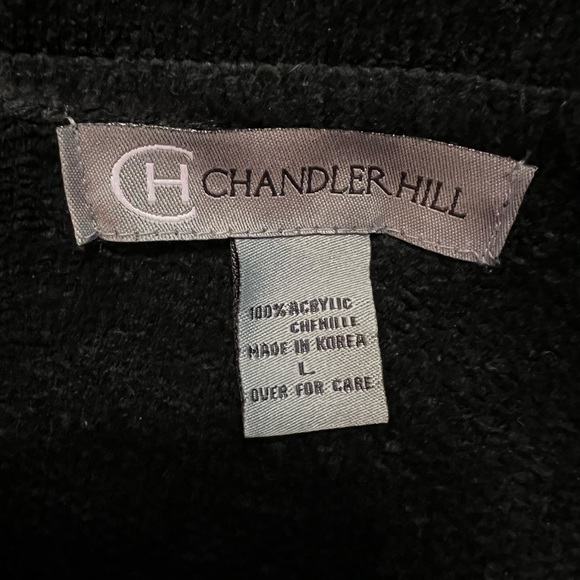 CH CHANDLER HILL
100% ACRYLIC
CHENILLE
MADE IN KOREA
L
OVER FOR CARE